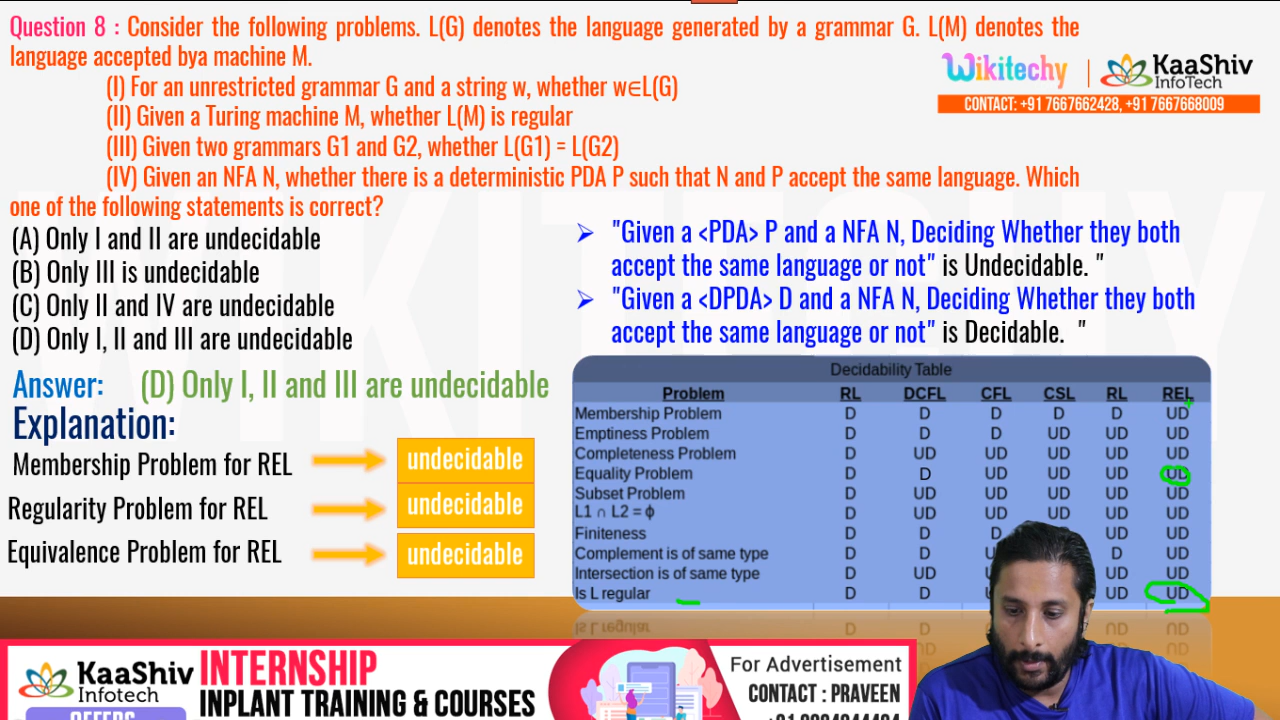 Question 8 : Consider the following problems. L(G) denotes the language generated by a grammar G. L(M) denotes the
language accepted bya machine M.
(I) For an unrestricted grammar G and a string w, whether w∈L(G)
(II) Given a Turing machine M, whether L(M) is regular
(III) Given two grammars G1 and G2, whether L(G1) = L(G2)
(IV) Given an NFA N, whether there is a deterministic PDA P such that N and P accept the same language. Which
one of the following statements is correct?
Wikitechy | KaaShiv
InfoTech
CONTACT: +91 7667662428, +91 7667668009
(A) Only I and II are undecidable
(B) Only III is undecidable
(C) Only II and IV are undecidable
(D) Only I, II and III are undecidable
➢ "Given a <PDA> P and a NFA N, Deciding Whether they both
accept the same language or not" is Undecidable. "
➢ "Given a <DPDA> D and a NFA N, Deciding Whether they both
accept the same language or not" is Decidable. "
Answer: (D) Only I, II and III are undecidable
Explanation:
Membership Problem for REL undecidable
Regularity Problem for REL undecidable
Equivalence Problem for REL undecidable
Decidability Table
Problem RL DCFL CFL CSL RL REL
Membership Problem D D D D D UD
Emptiness Problem D D D UD UD UD
Completeness Problem D UD UD UD UD UD
Equality Problem D D UD UD UD UD
Subset Problem D UD UD UD UD UD
L1 ∩ L2 = ϕ D UD UD UD UD UD
Finiteness D D D UD UD
Complement is of same type D D D UD
Intersection is of same type D UD UD UD
Is L regular D D UD UD
KaaShiv
Infotech
OFFERS
INTERNSHIP
INPLANT TRAINING & COURSES
For Advertisement
CONTACT : PRAVEEN